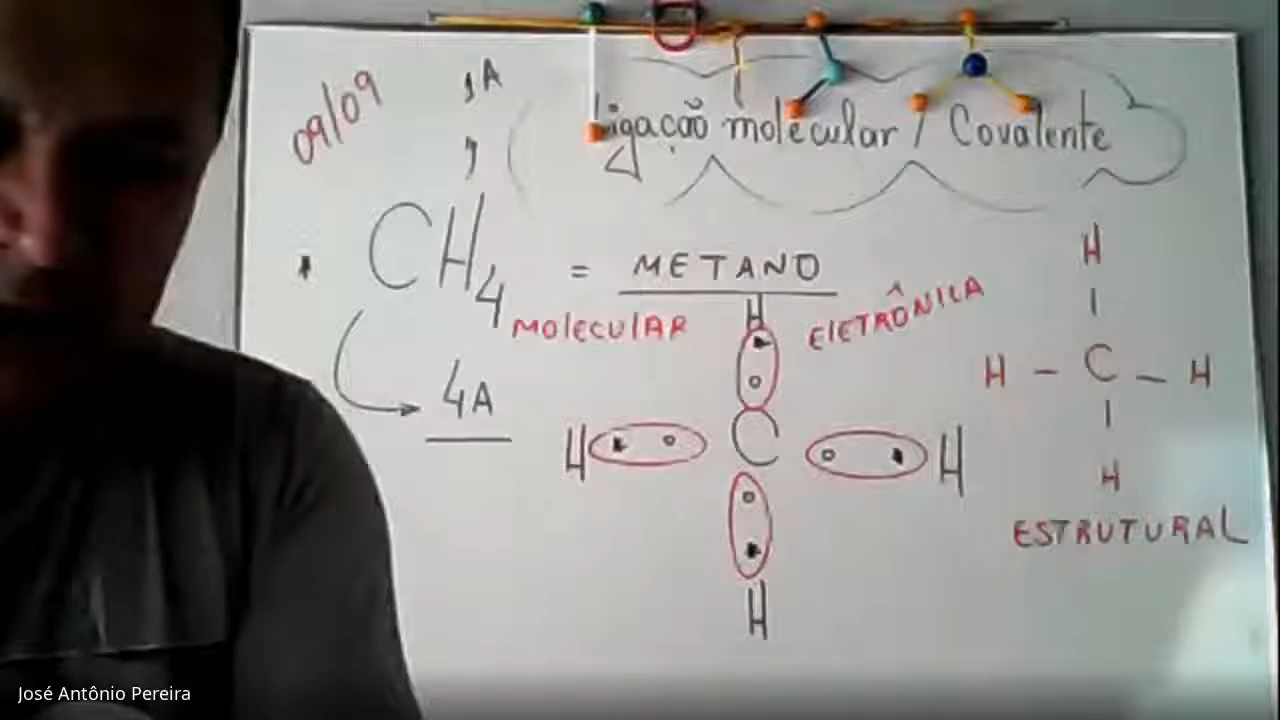 09/09
1A
Ligação molecular / Covalente
CH4 = METANO
MOLECULAR
ELETRÔNICA
4A
H
H C H
H
H
H - C - H
H
ESTRUTURAL
José Antônio Pereira